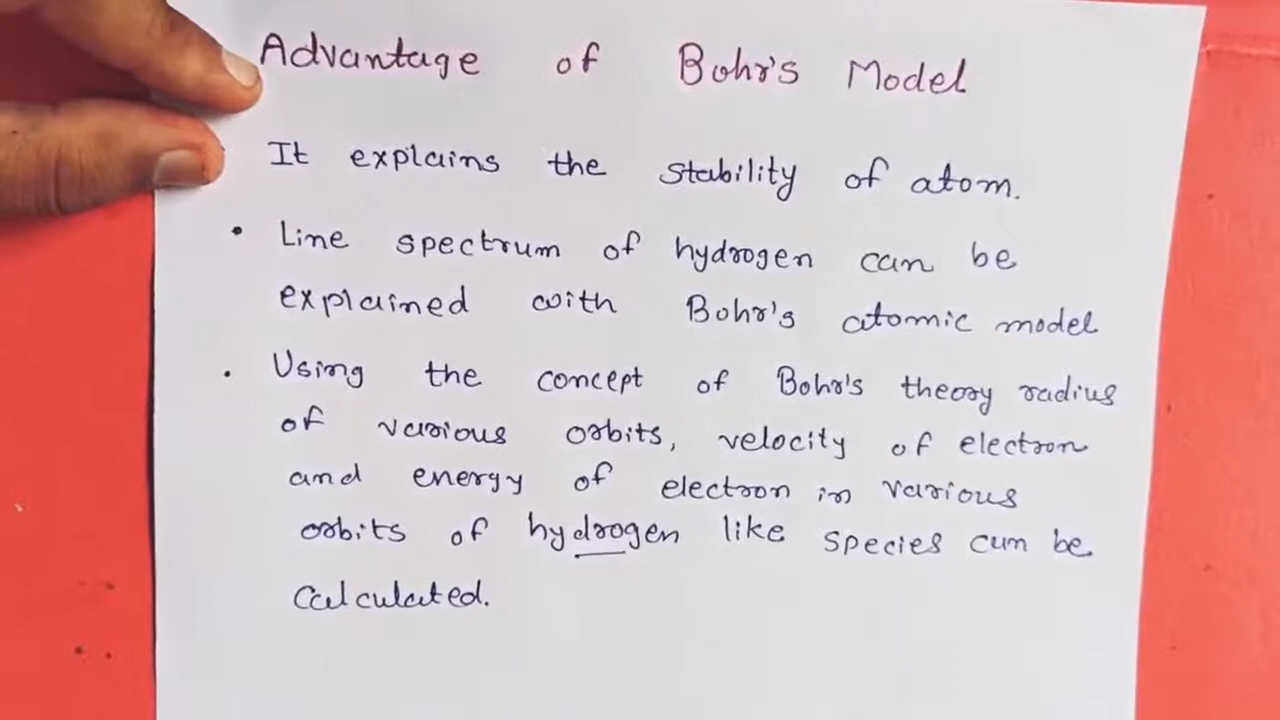 Advantage of Bohr's Model
It explains the stability of atom.
• Line spectrum of hydrogen can be
explained with Bohr's atomic model
• Using the concept of Bohr's theory radius
of various orbits, velocity of electron
and energy of electron in various
orbits of hydrogen like species can be
calculated.